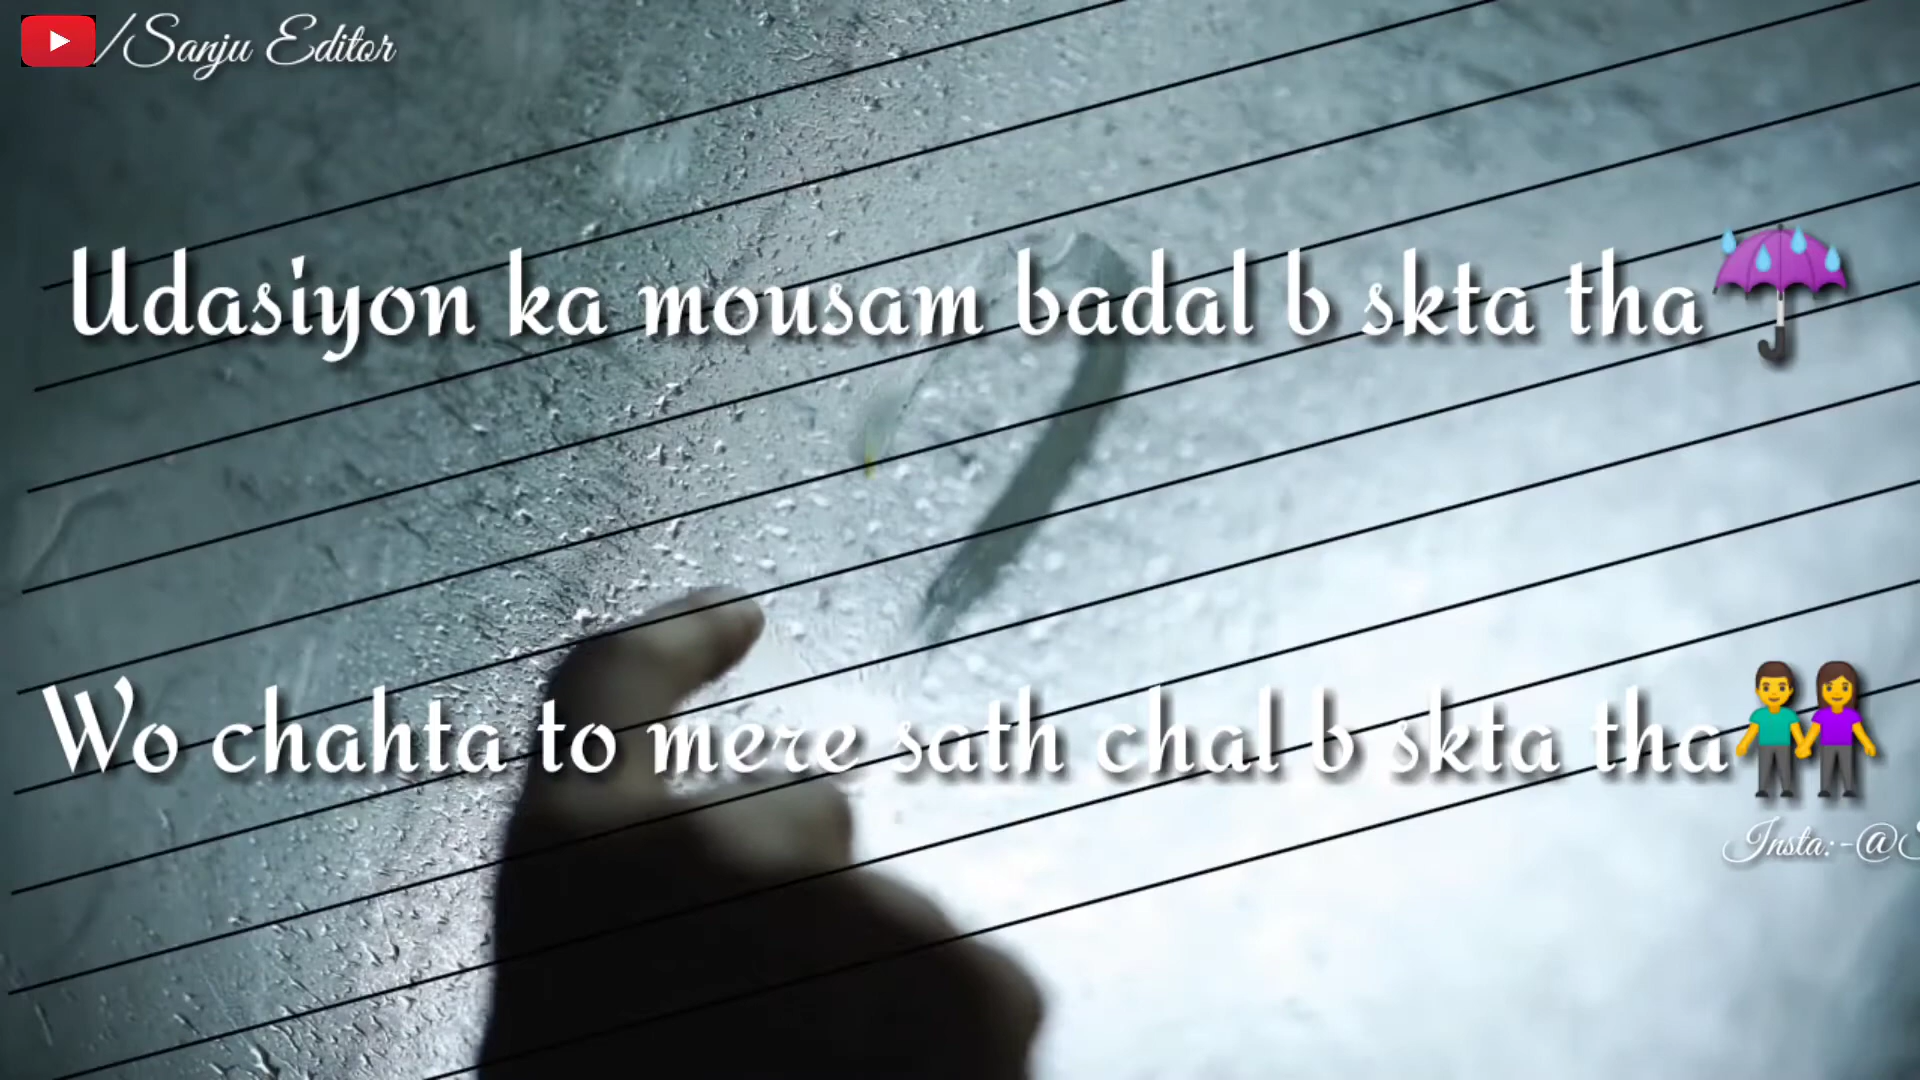 /Sanju Editor
Udasiyon ka mousam badal b skta tha☔
Wo chahta to mere sath chal b skta tha👫
Insta:-@